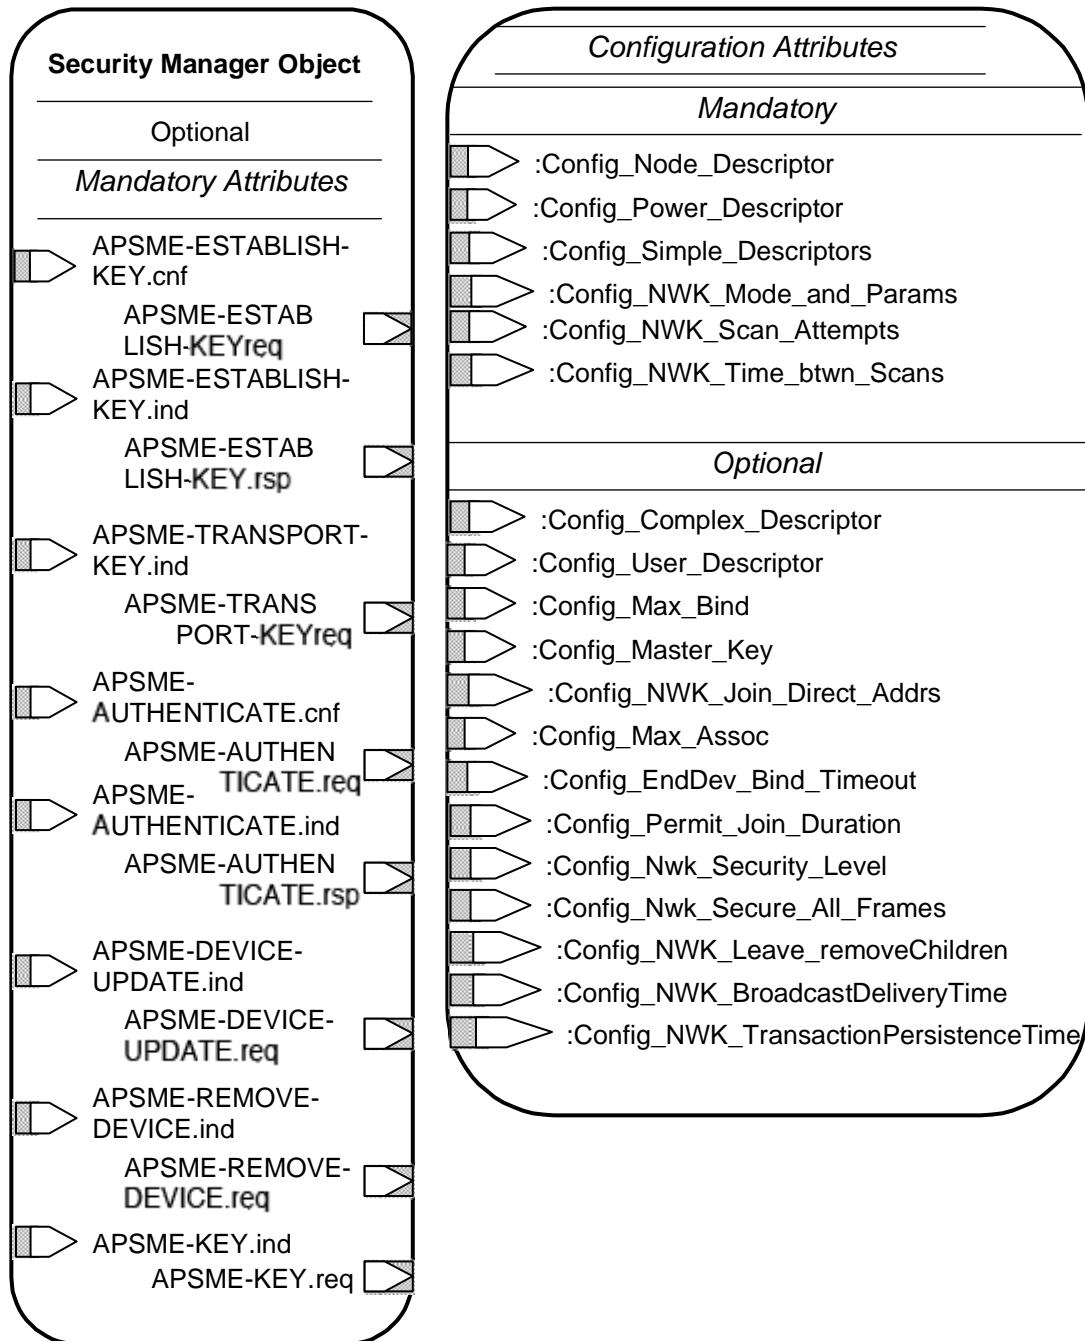 Security Manager Object
Optional
Mandatory Attributes
APSME-ESTABLISH-
KEY.cnf
APSME-ESTAB
LISH-KEYreq
APSME-ESTABLISH-
KEY.ind
APSME-ESTAB
LISH-KEY.rsp
APSME-TRANSPORT-
KEY.ind
APSME-TRANS
PORT-KEYreq
APSME-
AUTHENTICATE.cnf
APSME-AUTHEN
TICATE.req
APSME-
AUTHENTICATE.ind
APSME-AUTHEN
TICATE.rsp
APSME-DEVICE-
UPDATE.ind
APSME-DEVICE-
UPDATE.req
APSME-REMOVE-
DEVICE.ind
APSME-REMOVE-
DEVICE.req
APSME-KEY.ind
APSME-KEY.req
Configuration Attributes
Mandatory
:Config_Node_Descriptor
:Config_Power_Descriptor
:Config_Simple_Descriptors
:Config_NWK_Mode_and_Params
:Config_NWK_Scan_Attempts
:Config_NWK_Time_btwn_Scans
Optional
:Config_Complex_Descriptor
:Config_User_Descriptor
:Config_Max_Bind
:Config_Master_Key
:Config_NWK_Join_Direct_Addrs
:Config_Max_Assoc
:Config_EndDev_Bind_Timeout
:Config_Permit_Join_Duration
:Config_Nwk_Security_Level
:Config_Nwk_Secure_All_Frames
:Config_NWK_Leave_removeChildren
:Config_NWK_BroadcastDeliveryTime
:Config_NWK_TransactionPersistenceTime